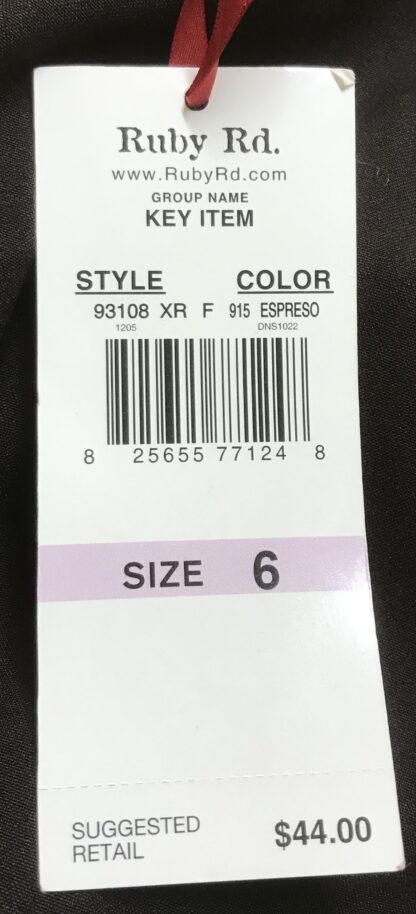 Ruby Rd.
www.RubyRd.com
GROUP NAME
KEY ITEM
STYLE COLOR
93108 XR F 915 ESPRESO
1205 DNS1022
8 25655 77124 8
SIZE 6
SUGGESTED
RETAIL
$44.00